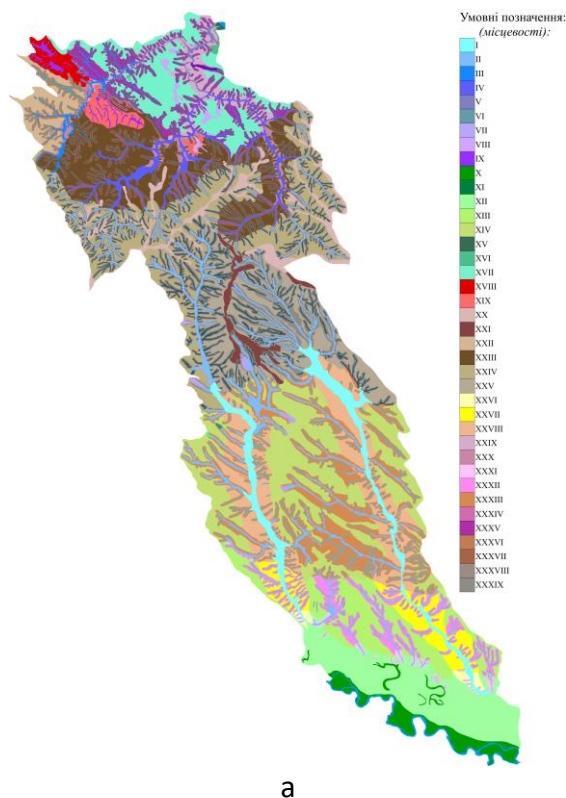 Умовні позначення:
(місцевості):
I
II
III
IV
V
VI
VII
VIII
IX
X
XI
XII
XIII
XIV
XV
XVI
XVII
XVIII
XIX
XX
XXI
XXII
XXIII
XXIV
XXV
XXVI
XXVII
XXVIII
XXIX
XXX
XXXI
XXXII
XXXIII
XXXIV
XXXV
XXXVI
XXXVII
XXXVIII
XXXIX
а